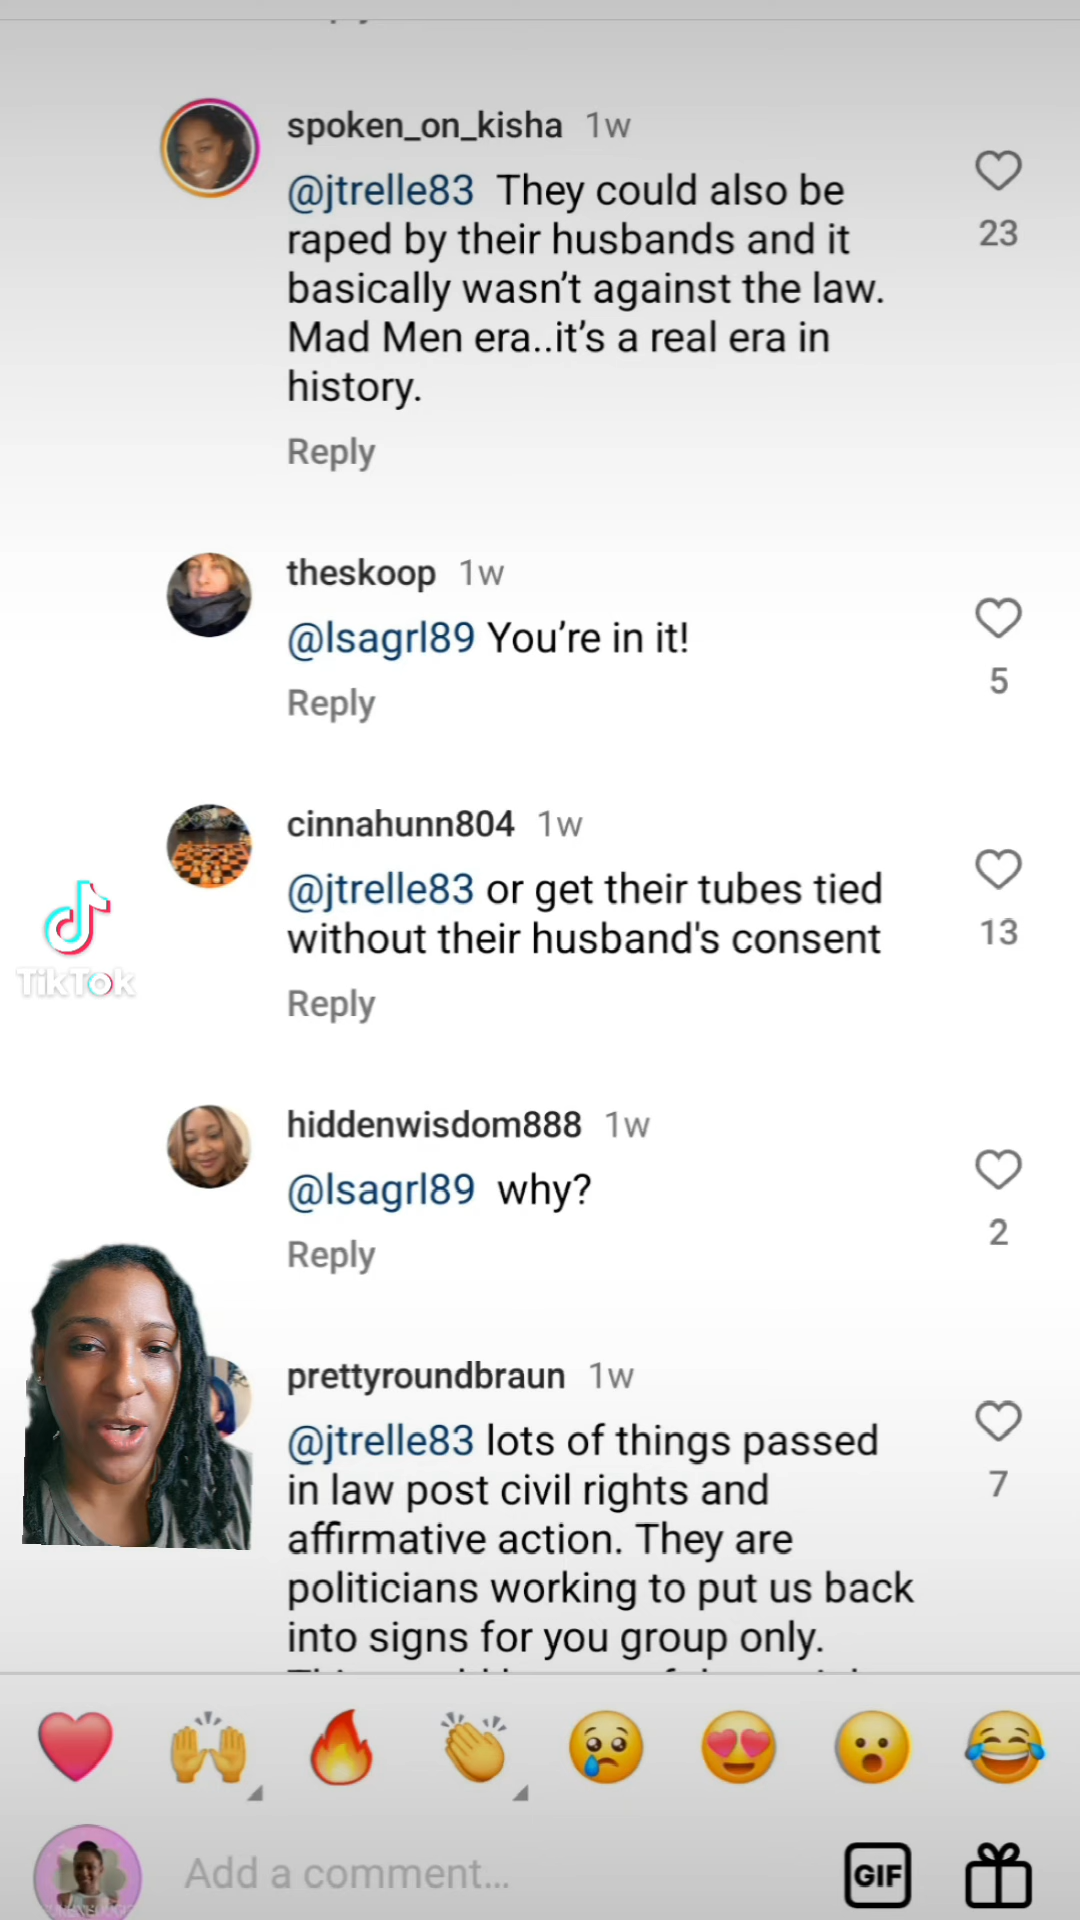 spoken_on_kisha 1w
@jtrelle83 They could also be
raped by their husbands and it
basically wasn't against the law.
Mad Men era..it's a real era in
history.
23
Reply
theskoop 1w
@lsagrl89 You're in it!
5
Reply
cinnahunn804 1w
@jtrelle83 or get their tubes tied
without their husband's consent
13
Reply
TikTok
hiddenwisdom888 1w
@lsagrl89 why?
2
Reply
prettyroundbraun 1w
@jtrelle83 lots of things passed
in law post civil rights and
affirmative action. They are
politicians working to put us back
into signs for you group only.
7
Add a comment...
GIF